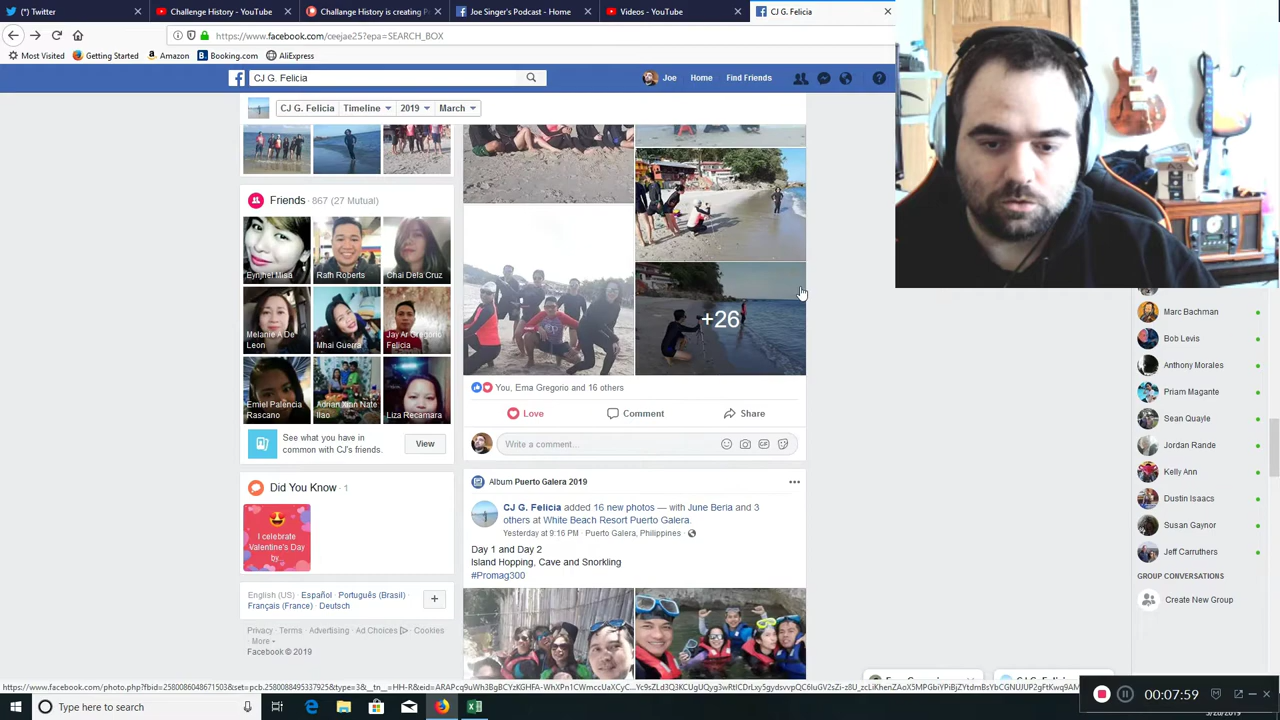 (*) Twitter
Challenge History - YouTube
Challange History is creating P
Joe Singer's Podcast - Home
Videos - YouTube
CJ G. Felicia
https://www.facebook.com/ceejae25?epa=SEARCH_BOX
Most Visited
Getting Started
Amazon
Booking.com
AliExpress
CJ G. Felicia
Joe
Home
Find Friends
CJ G. Felicia
Timeline
2019
March
Friends · 867 (27 Mutual)
Eynjhel Misa
Rafh Roberts
Chai Dela Cruz
Melanie A De Leon
Mhai Guerra
Jay Ar Gregorio Felicia
Emiel Palencia Rascano
Adrian Xian Nate Ilao
Liza Recamara
See what you have in
common with CJ's friends.
View
Did You Know · 1
I celebrate
Valentine's Day
by...
English (US) · Español · Português (Brasil) ·
Français (France) · Deutsch
Privacy · Terms · Advertising · Ad Choices · Cookies
· More
Facebook © 2019
+26
You, Ema Gregorio and 16 others
Love
Comment
Share
Write a comment...
Album Puerto Galera 2019
CJ G. Felicia added 16 new photos — with June Beria and 3
others at White Beach Resort Puerto Galera.
Yesterday at 9:16 PM · Puerto Galera, Philippines ·
Day 1 and Day 2
Island Hopping, Cave and Snorkling
#Promag300
Marc Bachman
Bob Levis
Anthony Morales
Priam Magante
Sean Quayle
Jordan Rande
Kelly Ann
Dustin Isaacs
Susan Gaynor
Jeff Carruthers
GROUP CONVERSATIONS
Create New Group
Type here to search
00:07:59